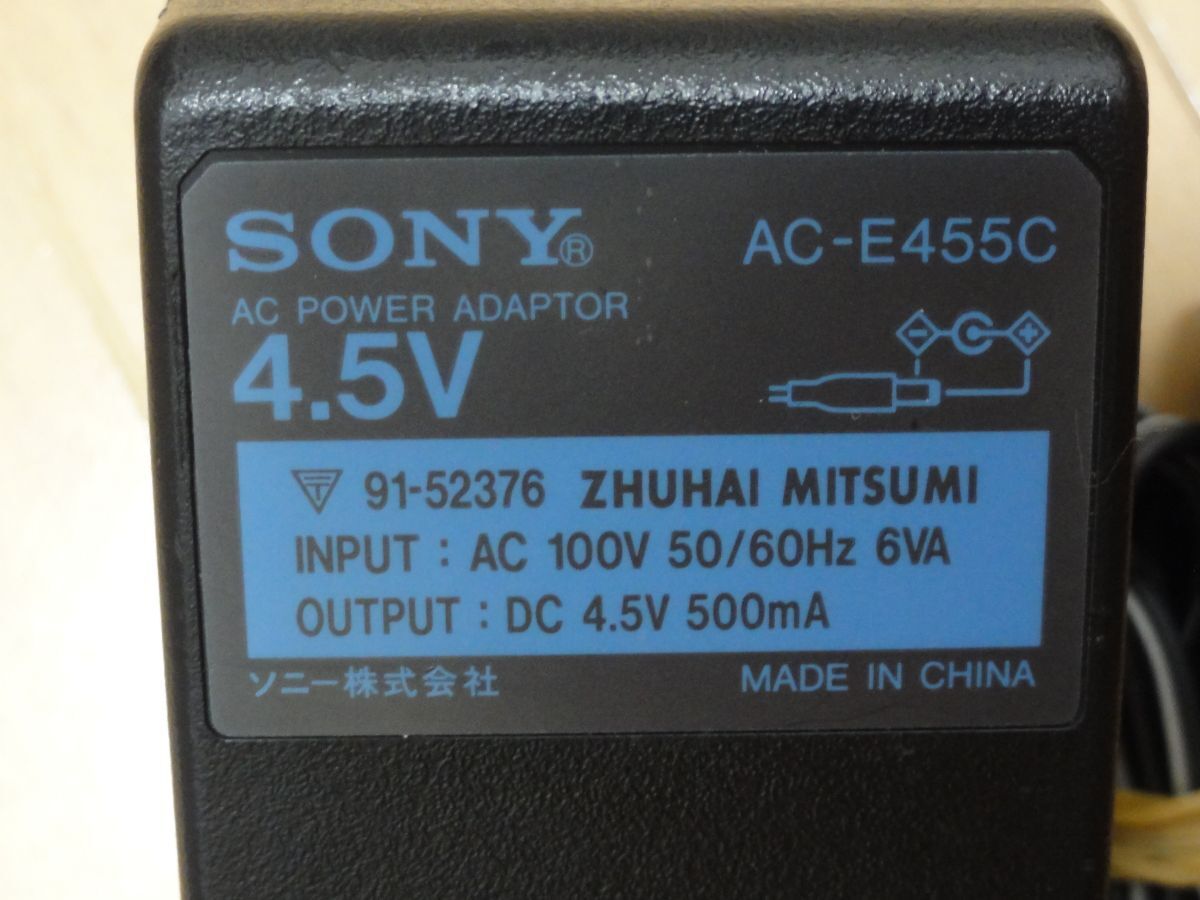 SONY® AC-E455C
AC POWER ADAPTOR
4.5V
91-52376 ZHUHAI MITSUMI
INPUT : AC 100V 50/60Hz 6VA
OUTPUT : DC 4.5V 500mA
ソニー株式会社 MADE IN CHINA